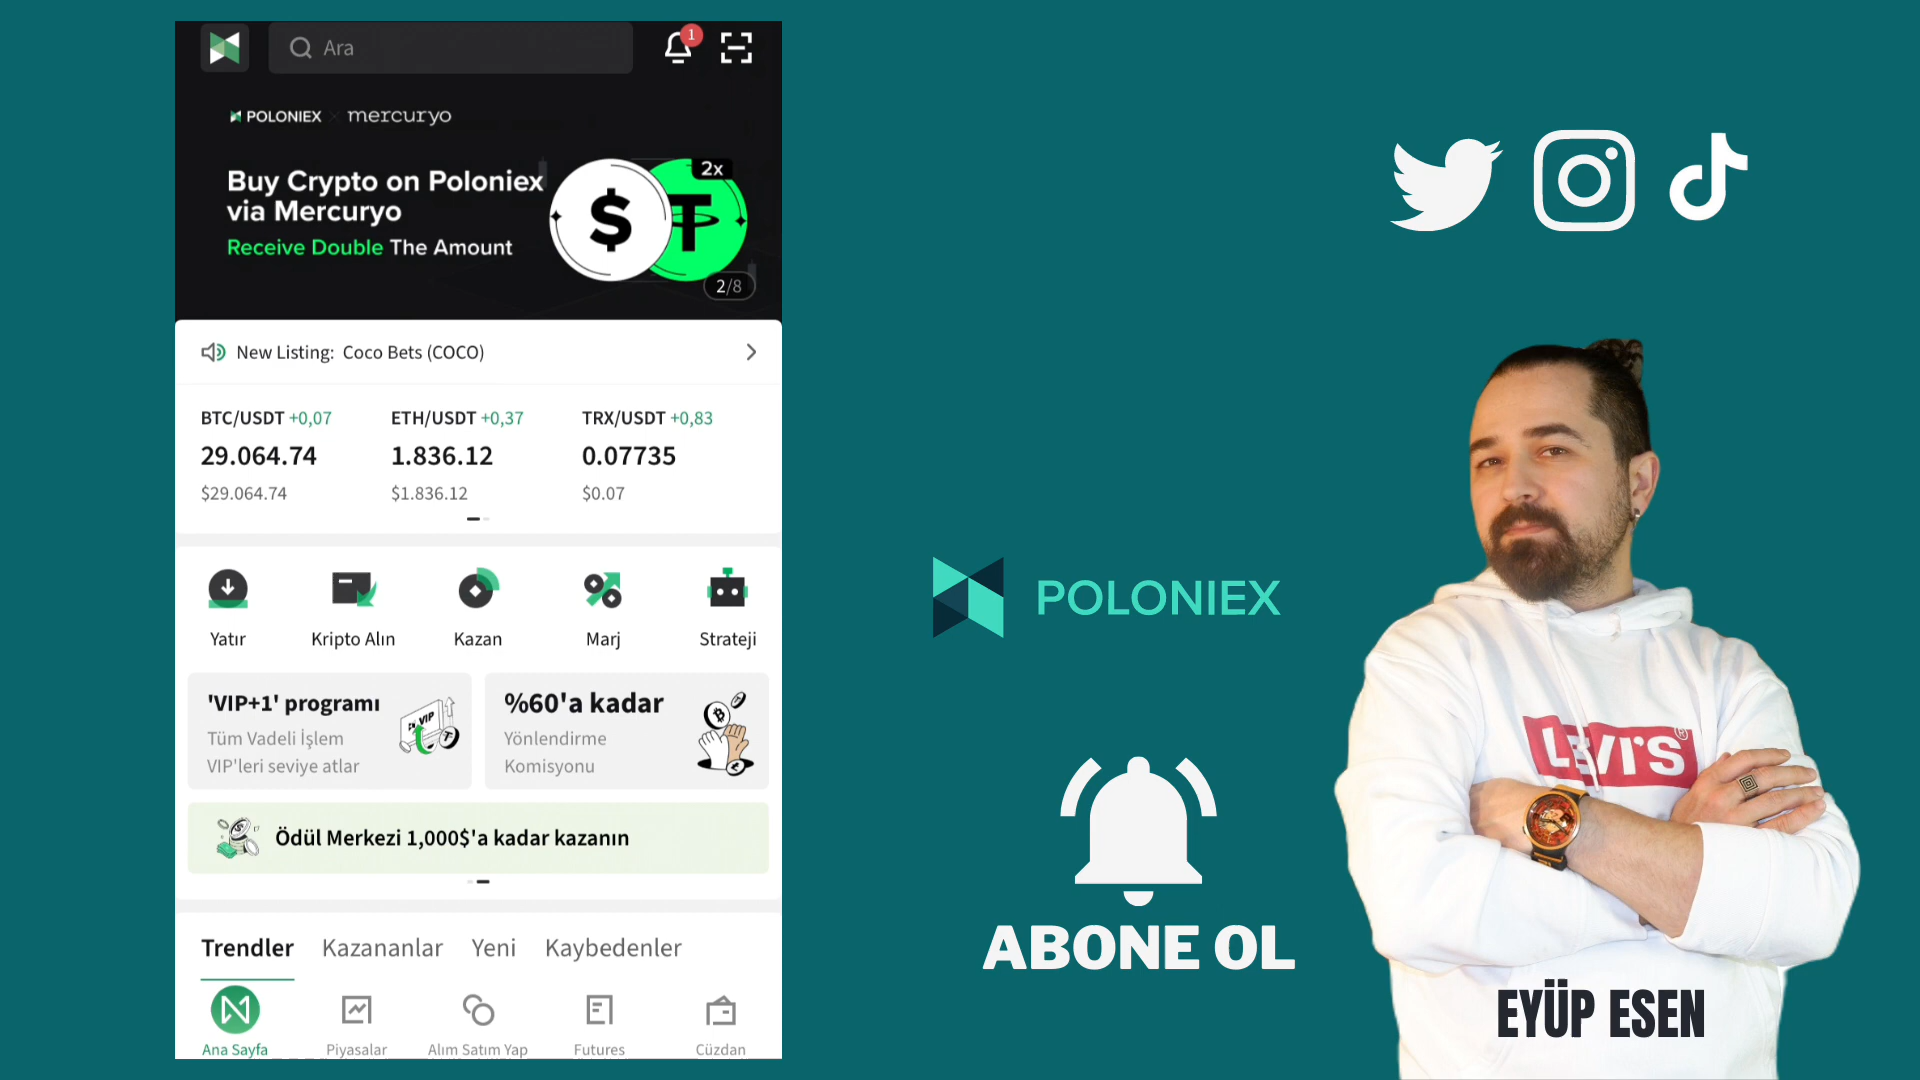 Ara
1
POLONIEX × mercuryo
Buy Crypto on Poloniex
via Mercuryo
Receive Double The Amount
$
2x
2/8
New Listing: Coco Bets (COCO)
BTC/USDT +0,07
29.064.74
$29.064.74
ETH/USDT +0,37
1.836.12
$1.836.12
TRX/USDT +0,83
0.07735
$0.07
Yatır
Kripto Alın
Kazan
Marj
Strateji
'VIP+1' programı
Tüm Vadeli İşlem
VIP'leri seviye atlar
VIP
%60'a kadar
Yönlendirme
Komisyonu
Ödül Merkezi 1,000$'a kadar kazanın
Trendler Kazananlar Yeni Kaybedenler
Ana Sayfa Piyasalar Alım Satım Yap Futures Cüzdan
POLONIEX
ABONE OL
LEVI'S®
EYÜP ESEN